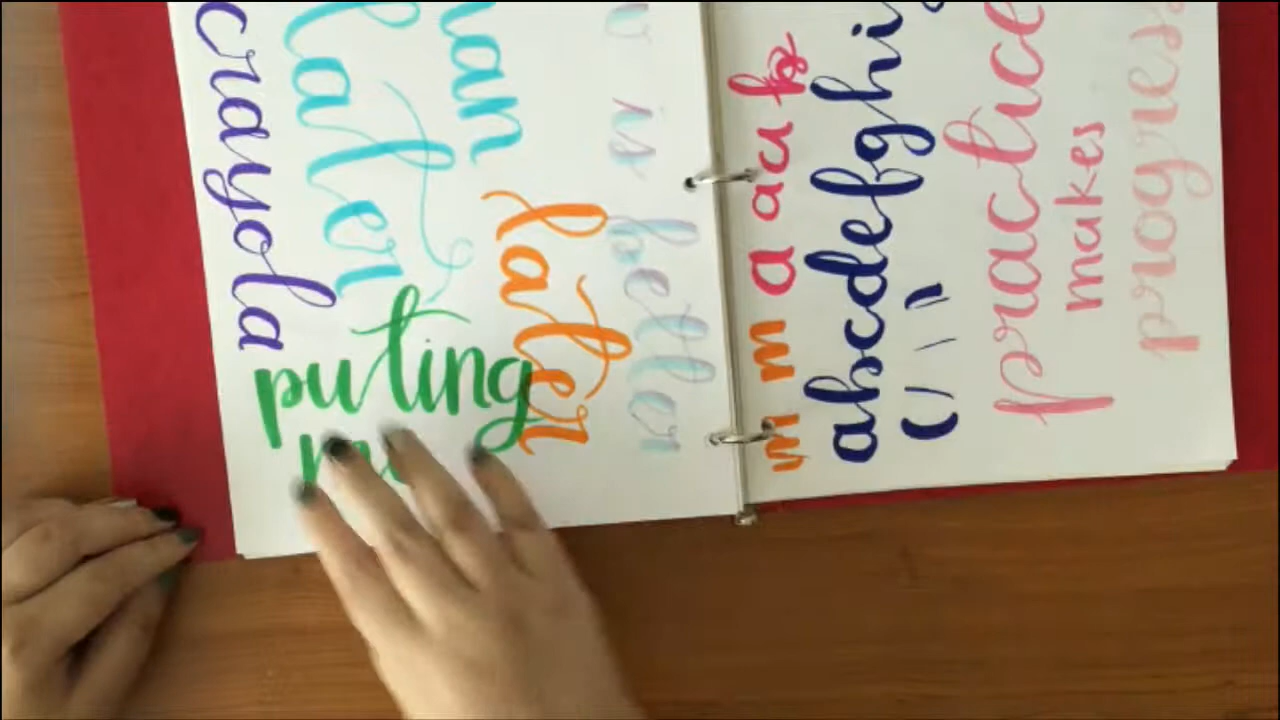 crayola
later
later
is better
puting
m m a a a
abcdefghi
practice
makes
progress